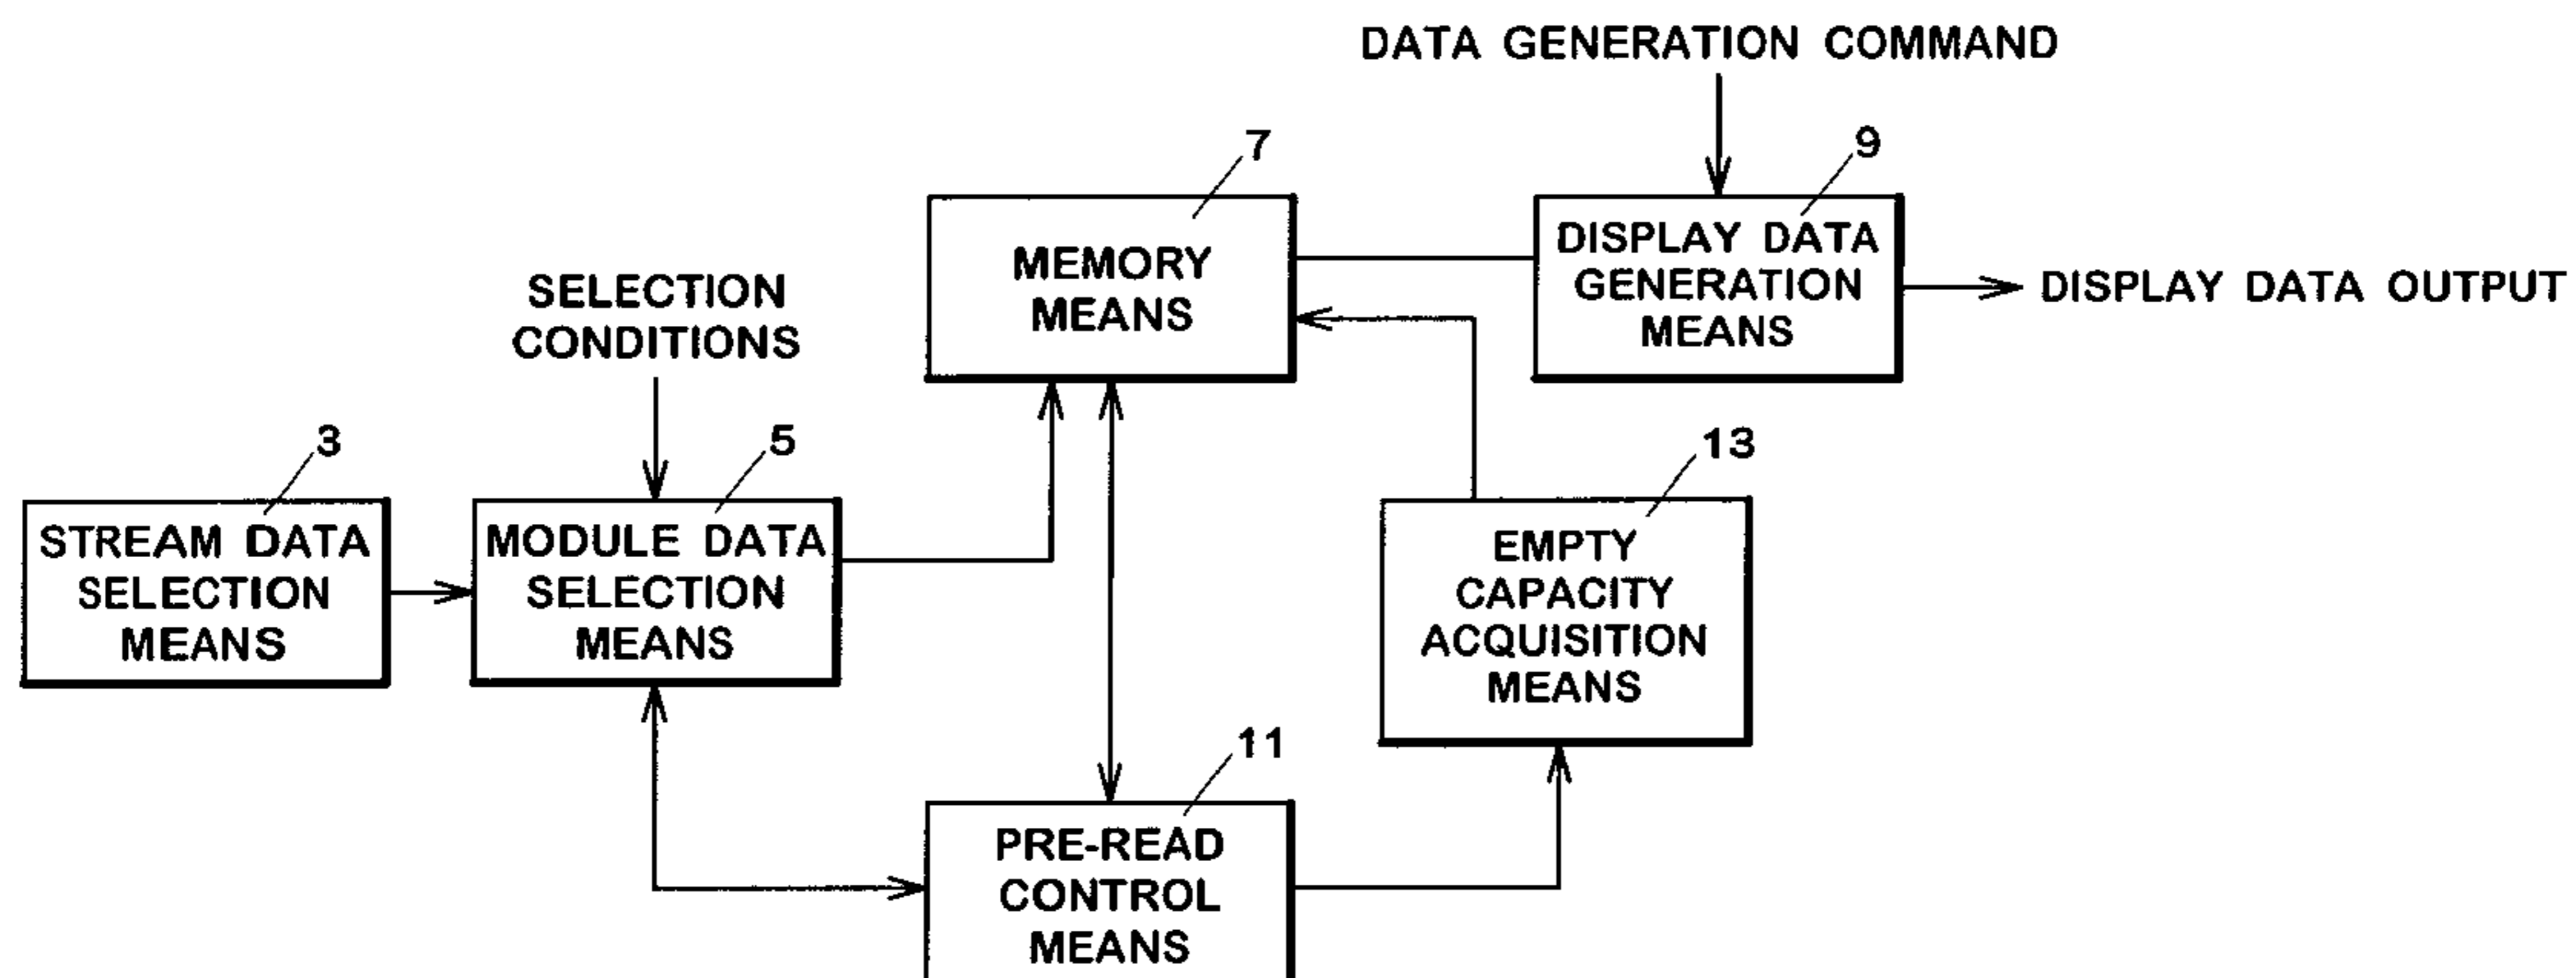 DATA GENERATION COMMAND
7
9
MEMORY
MEANS
DISPLAY DATA
GENERATION
MEANS
DISPLAY DATA OUTPUT
SELECTION
CONDITIONS
3
5
13
STREAM DATA
SELECTION
MEANS
MODULE DATA
SELECTION
MEANS
EMPTY
CAPACITY
ACQUISITION
MEANS
11
PRE-READ
CONTROL
MEANS